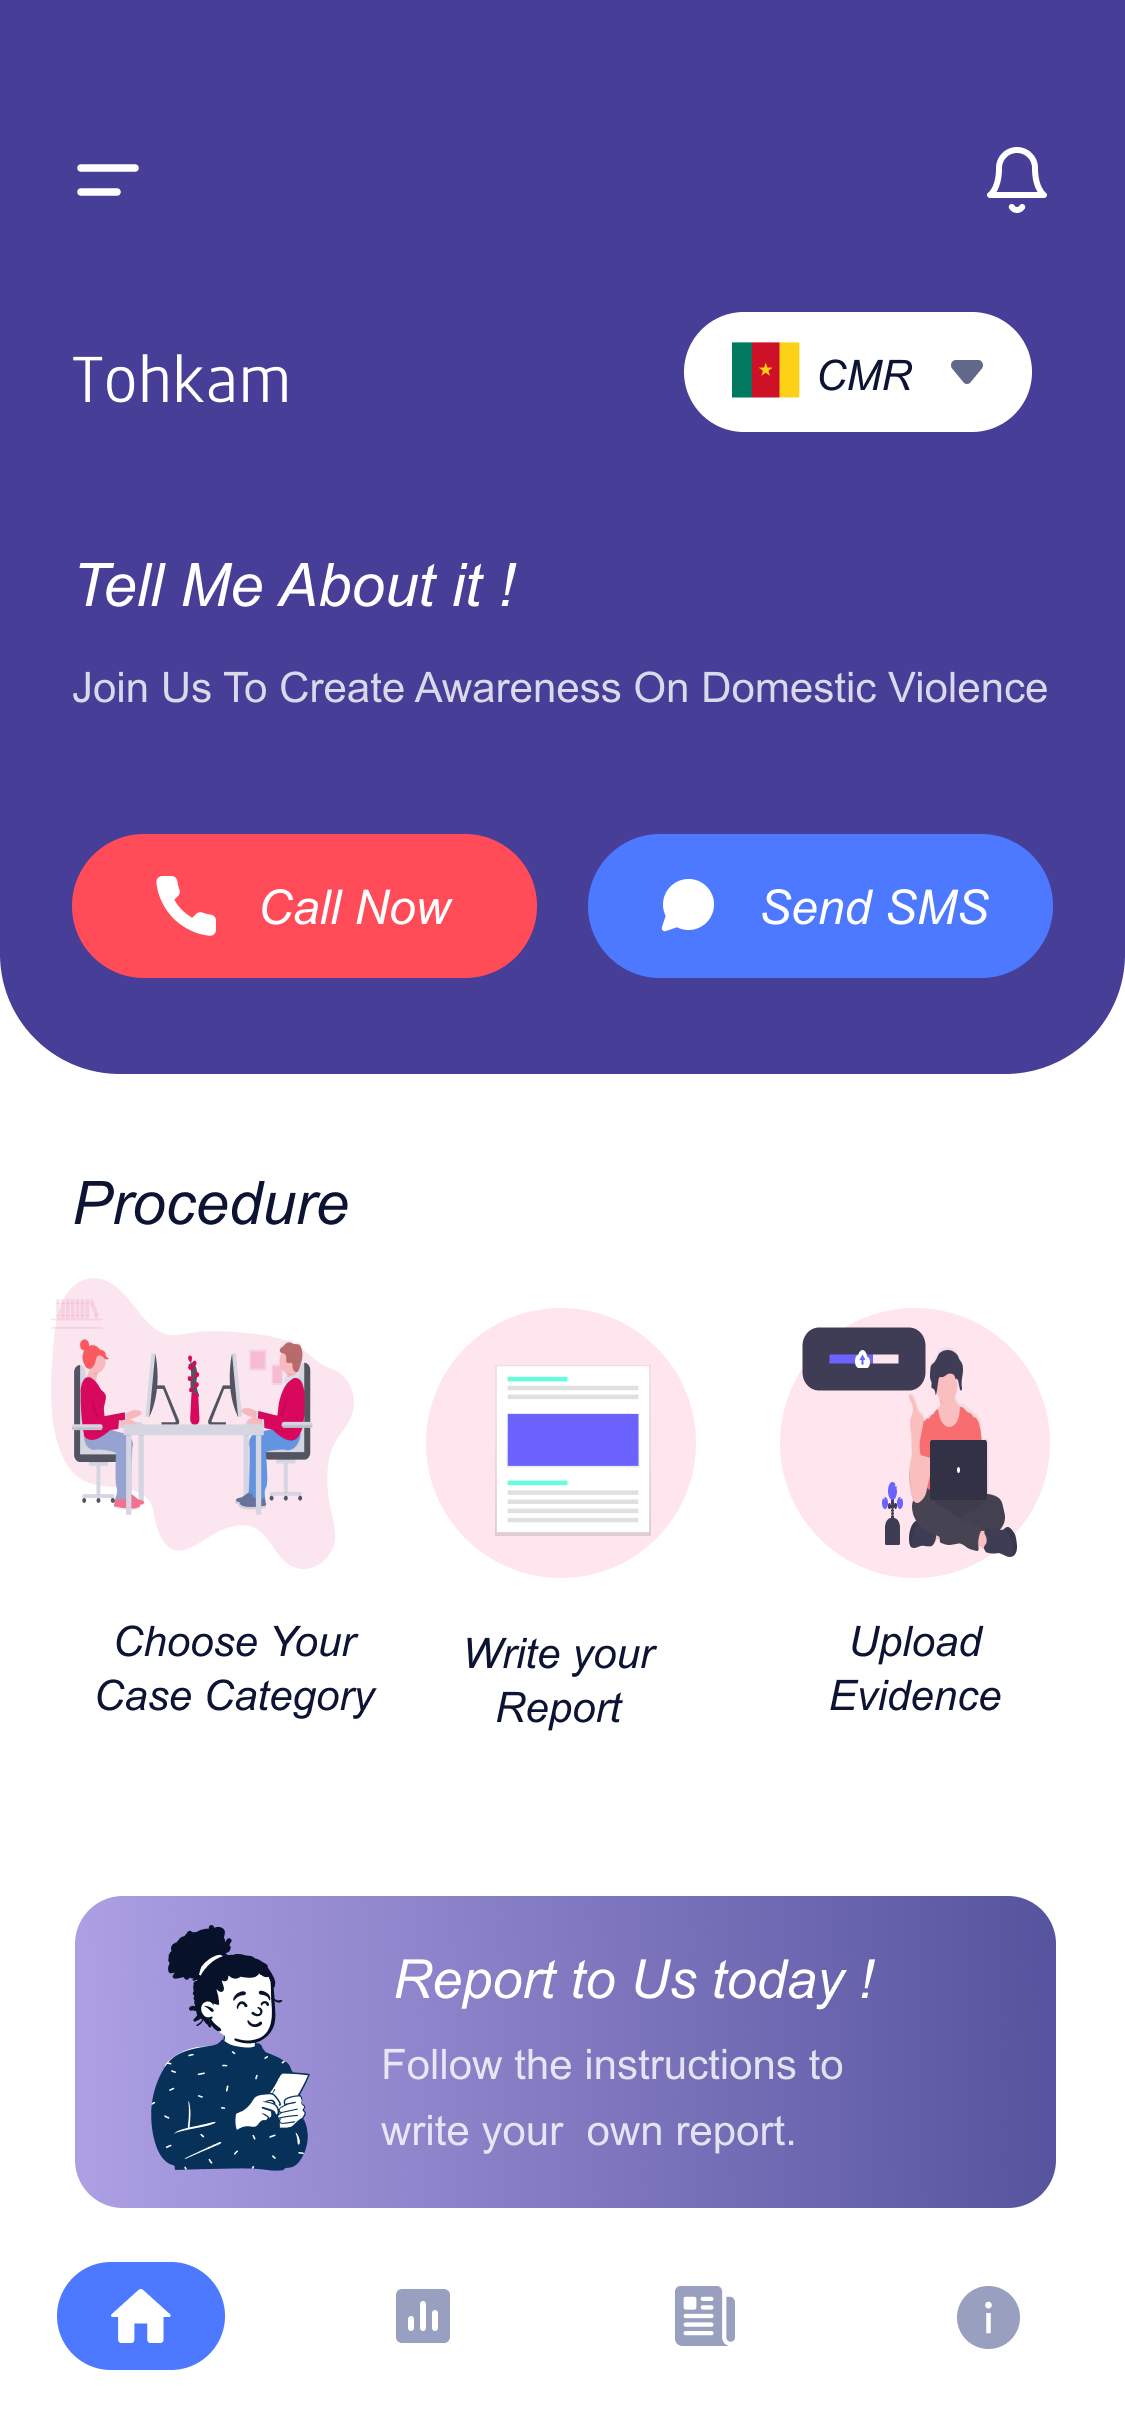 Tohkam
CMR
Tell Me About it !
Join Us To Create Awareness On Domestic Violence
Call Now
Send SMS
Procedure
Choose Your
Case Category
Write your
Report
Upload
Evidence
Report to Us today !
Follow the instructions to
write your  own report.